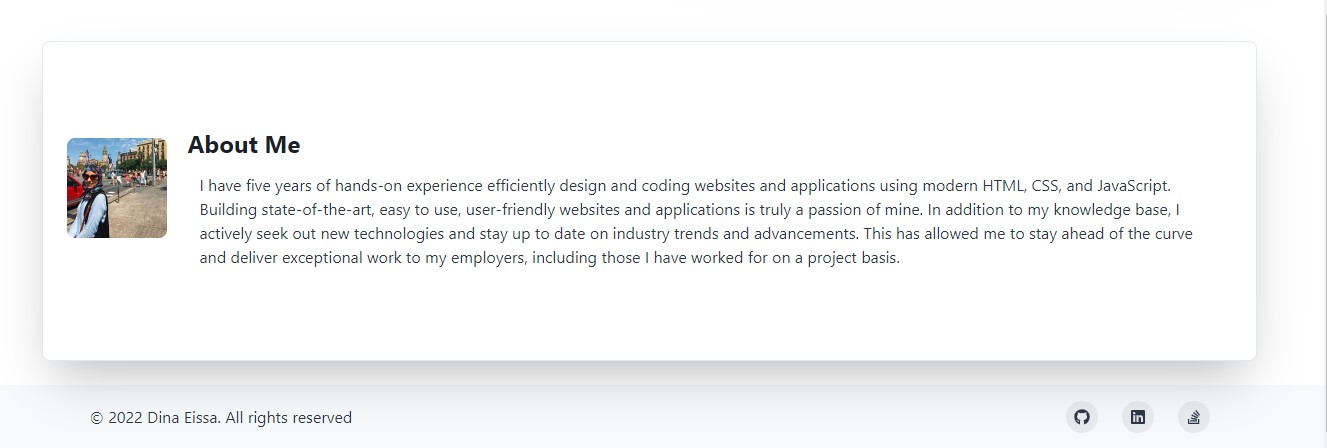 About Me
I have five years of hands-on experience efficiently design and coding websites and applications using modern HTML, CSS, and JavaScript.
Building state-of-the-art, easy to use, user-friendly websites and applications is truly a passion of mine. In addition to my knowledge base, I
actively seek out new technologies and stay up to date on industry trends and advancements. This has allowed me to stay ahead of the curve
and deliver exceptional work to my employers, including those I have worked for on a project basis.
© 2022 Dina Eissa. All rights reserved